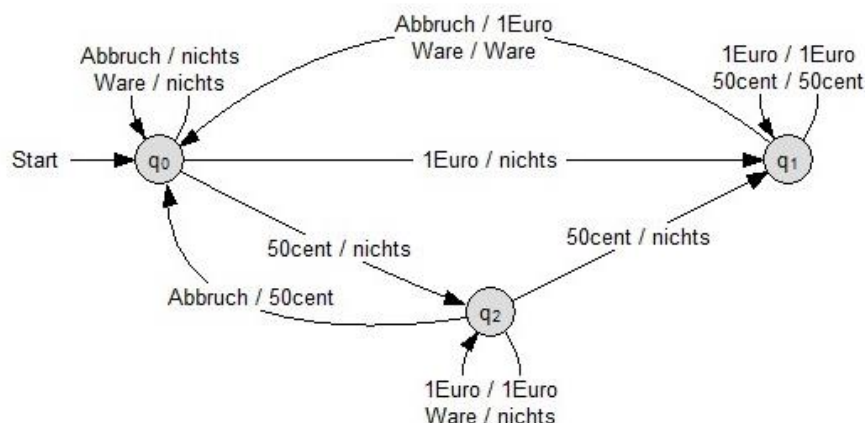 Abbruch / 1Euro
Ware / Ware
Abbruch / nichts
Ware / nichts
1Euro / 1Euro
50cent / 50cent
Start
q0
1Euro / nichts
q1
50cent / nichts
50cent / nichts
Abbruch / 50cent
q2
1Euro / 1Euro
Ware / nichts